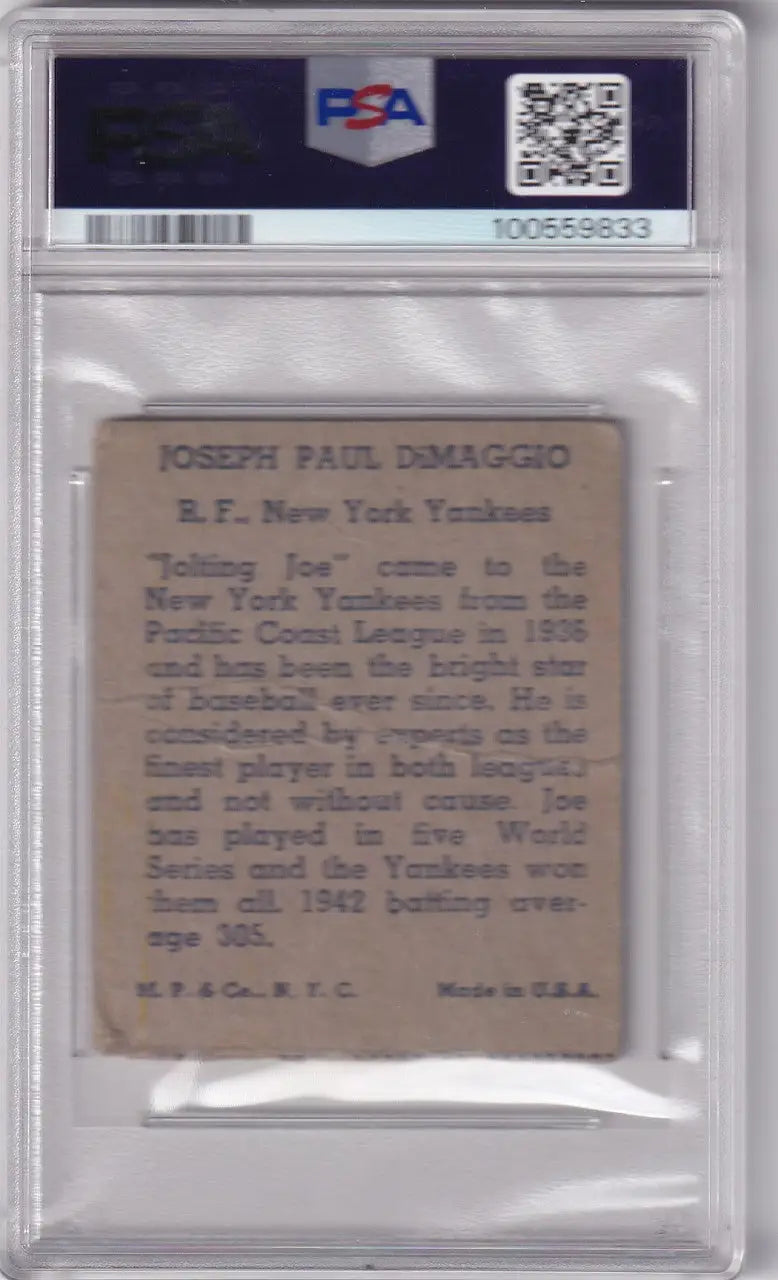 PSA
PSA
100559833
JOSEPH PAUL DiMAGGIO
R. F., New York Yankees
"Jolting Joe" came to the
New York Yankees from the
Pacific Coast League in 1936
and has been the bright star
of baseball ever since. He is
considered by experts as the
finest player in both leagues
and not without cause. Joe
has played in five World
Series and the Yankees won
them all. 1942 batting aver-
age 305.
M. P. & Co., N. Y. C. Made in U.S.A.